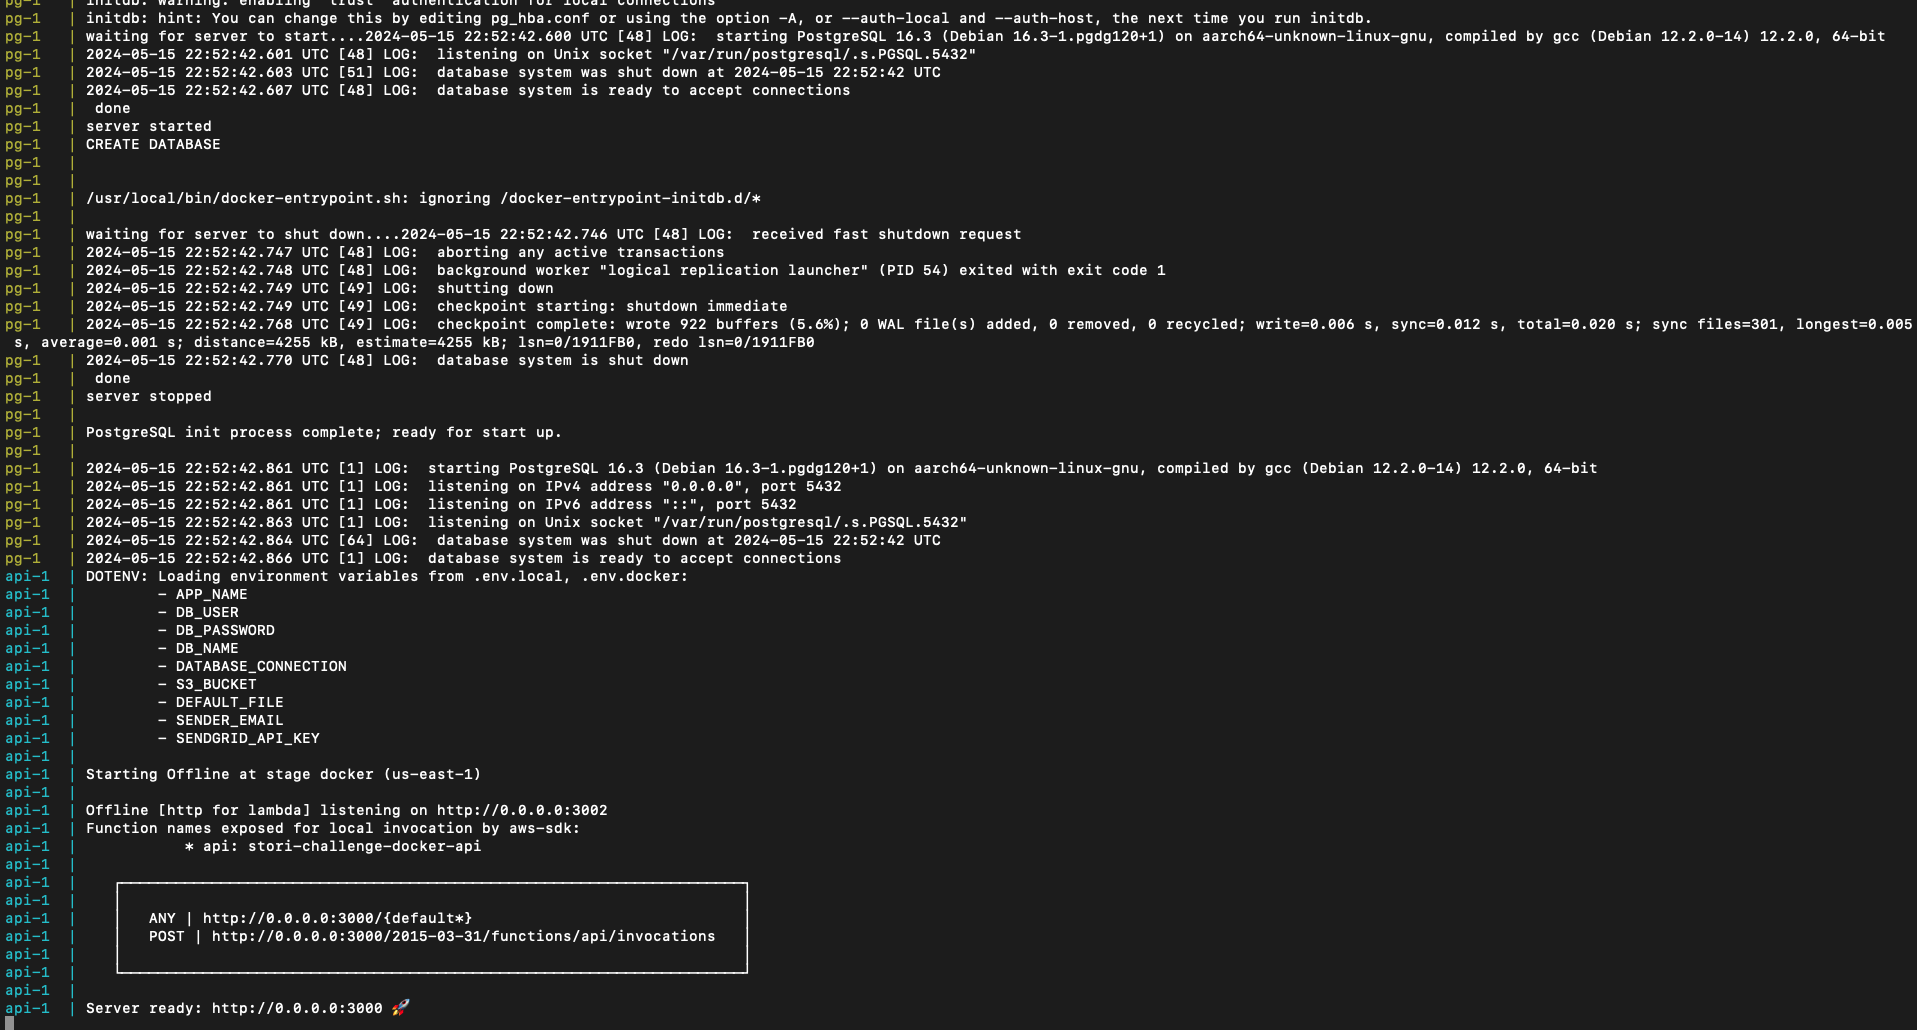 pg-1 | initdb: warning: enabling "trust" authentication for local connections
pg-1 | initdb: hint: You can change this by editing pg_hba.conf or using the option -A, or --auth-local and --auth-host, the next time you run initdb.
pg-1 | waiting for server to start....2024-05-15 22:52:42.600 UTC [48] LOG:  starting PostgreSQL 16.3 (Debian 16.3-1.pgdg120+1) on aarch64-unknown-linux-gnu, compiled by gcc (Debian 12.2.0-14) 12.2.0, 64-bit
pg-1 | 2024-05-15 22:52:42.601 UTC [48] LOG:  listening on Unix socket "/var/run/postgresql/.s.PGSQL.5432"
pg-1 | 2024-05-15 22:52:42.603 UTC [51] LOG:  database system was shut down at 2024-05-15 22:52:42 UTC
pg-1 | 2024-05-15 22:52:42.607 UTC [48] LOG:  database system is ready to accept connections
pg-1 |  done
pg-1 | server started
pg-1 | CREATE DATABASE
pg-1 |
pg-1 |
pg-1 | /usr/local/bin/docker-entrypoint.sh: ignoring /docker-entrypoint-initdb.d/*
pg-1 |
pg-1 | waiting for server to shut down....2024-05-15 22:52:42.746 UTC [48] LOG:  received fast shutdown request
pg-1 | 2024-05-15 22:52:42.747 UTC [48] LOG:  aborting any active transactions
pg-1 | 2024-05-15 22:52:42.748 UTC [48] LOG:  background worker "logical replication launcher" (PID 54) exited with exit code 1
pg-1 | 2024-05-15 22:52:42.749 UTC [49] LOG:  shutting down
pg-1 | 2024-05-15 22:52:42.749 UTC [49] LOG:  checkpoint starting: shutdown immediate
pg-1 | 2024-05-15 22:52:42.768 UTC [49] LOG:  checkpoint complete: wrote 922 buffers (5.6%); 0 WAL file(s) added, 0 removed, 0 recycled; write=0.006 s, sync=0.012 s, total=0.020 s; sync files=301, longest=0.005
s, average=0.001 s; distance=4255 kB, estimate=4255 kB; lsn=0/1911FB0, redo lsn=0/1911FB0
pg-1 | 2024-05-15 22:52:42.770 UTC [48] LOG:  database system is shut down
pg-1 |  done
pg-1 | server stopped
pg-1 |
pg-1 | PostgreSQL init process complete; ready for start up.
pg-1 |
pg-1 | 2024-05-15 22:52:42.861 UTC [1] LOG:  starting PostgreSQL 16.3 (Debian 16.3-1.pgdg120+1) on aarch64-unknown-linux-gnu, compiled by gcc (Debian 12.2.0-14) 12.2.0, 64-bit
pg-1 | 2024-05-15 22:52:42.861 UTC [1] LOG:  listening on IPv4 address "0.0.0.0", port 5432
pg-1 | 2024-05-15 22:52:42.861 UTC [1] LOG:  listening on IPv6 address "::", port 5432
pg-1 | 2024-05-15 22:52:42.863 UTC [1] LOG:  listening on Unix socket "/var/run/postgresql/.s.PGSQL.5432"
pg-1 | 2024-05-15 22:52:42.864 UTC [64] LOG:  database system was shut down at 2024-05-15 22:52:42 UTC
pg-1 | 2024-05-15 22:52:42.866 UTC [1] LOG:  database system is ready to accept connections
api-1 | DOTENV: Loading environment variables from .env.local, .env.docker:
api-1 | - APP_NAME
api-1 | - DB_USER
api-1 | - DB_PASSWORD
api-1 | - DB_NAME
api-1 | - DATABASE_CONNECTION
api-1 | - S3_BUCKET
api-1 | - DEFAULT_FILE
api-1 | - SENDER_EMAIL
api-1 | - SENDGRID_API_KEY
api-1 |
api-1 | Starting Offline at stage docker (us-east-1)
api-1 |
api-1 | Offline [http for lambda] listening on http://0.0.0.0:3002
api-1 | Function names exposed for local invocation by aws-sdk:
api-1 | * api: stori-challenge-docker-api
api-1 |
api-1 |
api-1 |
api-1 | ANY | http://0.0.0.0:3000/{default*}
api-1 | POST | http://0.0.0.0:3000/2015-03-31/functions/api/invocations
api-1 |
api-1 |
api-1 |
api-1 | Server ready: http://0.0.0.0:3000 🚀